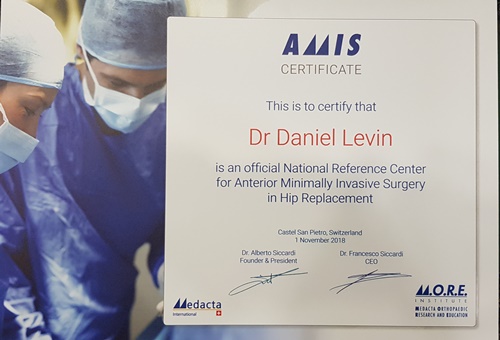 AMIS
CERTIFICATE
This is to certify that
Dr Daniel Levin
is an official National Reference Center
for Anterior Minimally Invasive Surgery
in Hip Replacement
Castel San Pietro, Switzerland
1 November 2018
Dr. Alberto Siccardi
Founder & President
Dr. Francesco Siccardi
CEO
Medacta
International
M.O.R.E.
INSTITUTE
MEDACTA ORTHOPAEDIC
RESEARCH AND EDUCATION